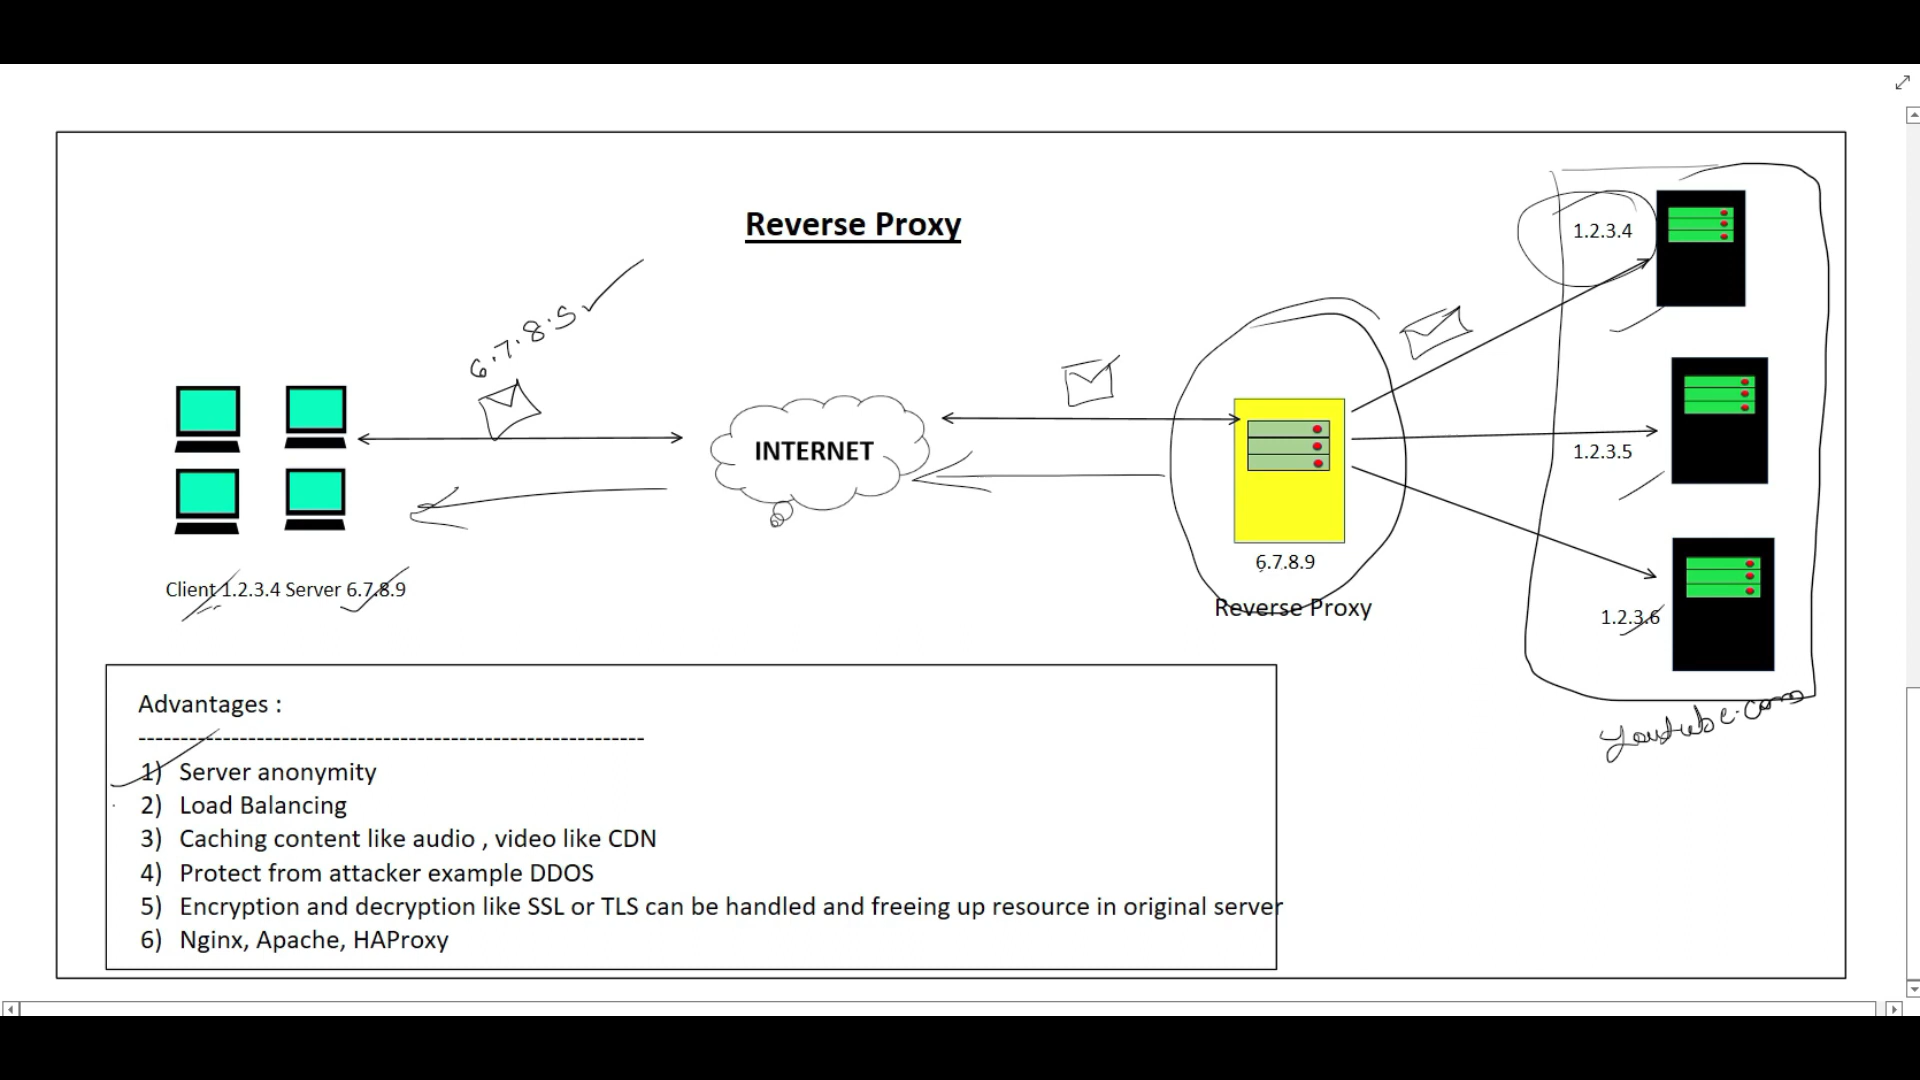 Reverse Proxy
1.2.3.4
6.7.8.5
INTERNET
1.2.3.5
6.7.8.9
Client 1.2.3.4 Server 6.7.8.9
Reverse Proxy
1.2.3.6
Youtube.com
Advantages :
------------------------------------------------------------
1) Server anonymity
2) Load Balancing
3) Caching content like audio , video like CDN
4) Protect from attacker example DDOS
5) Encryption and decryption like SSL or TLS can be handled and freeing up resource in original server
6) Nginx, Apache, HAProxy